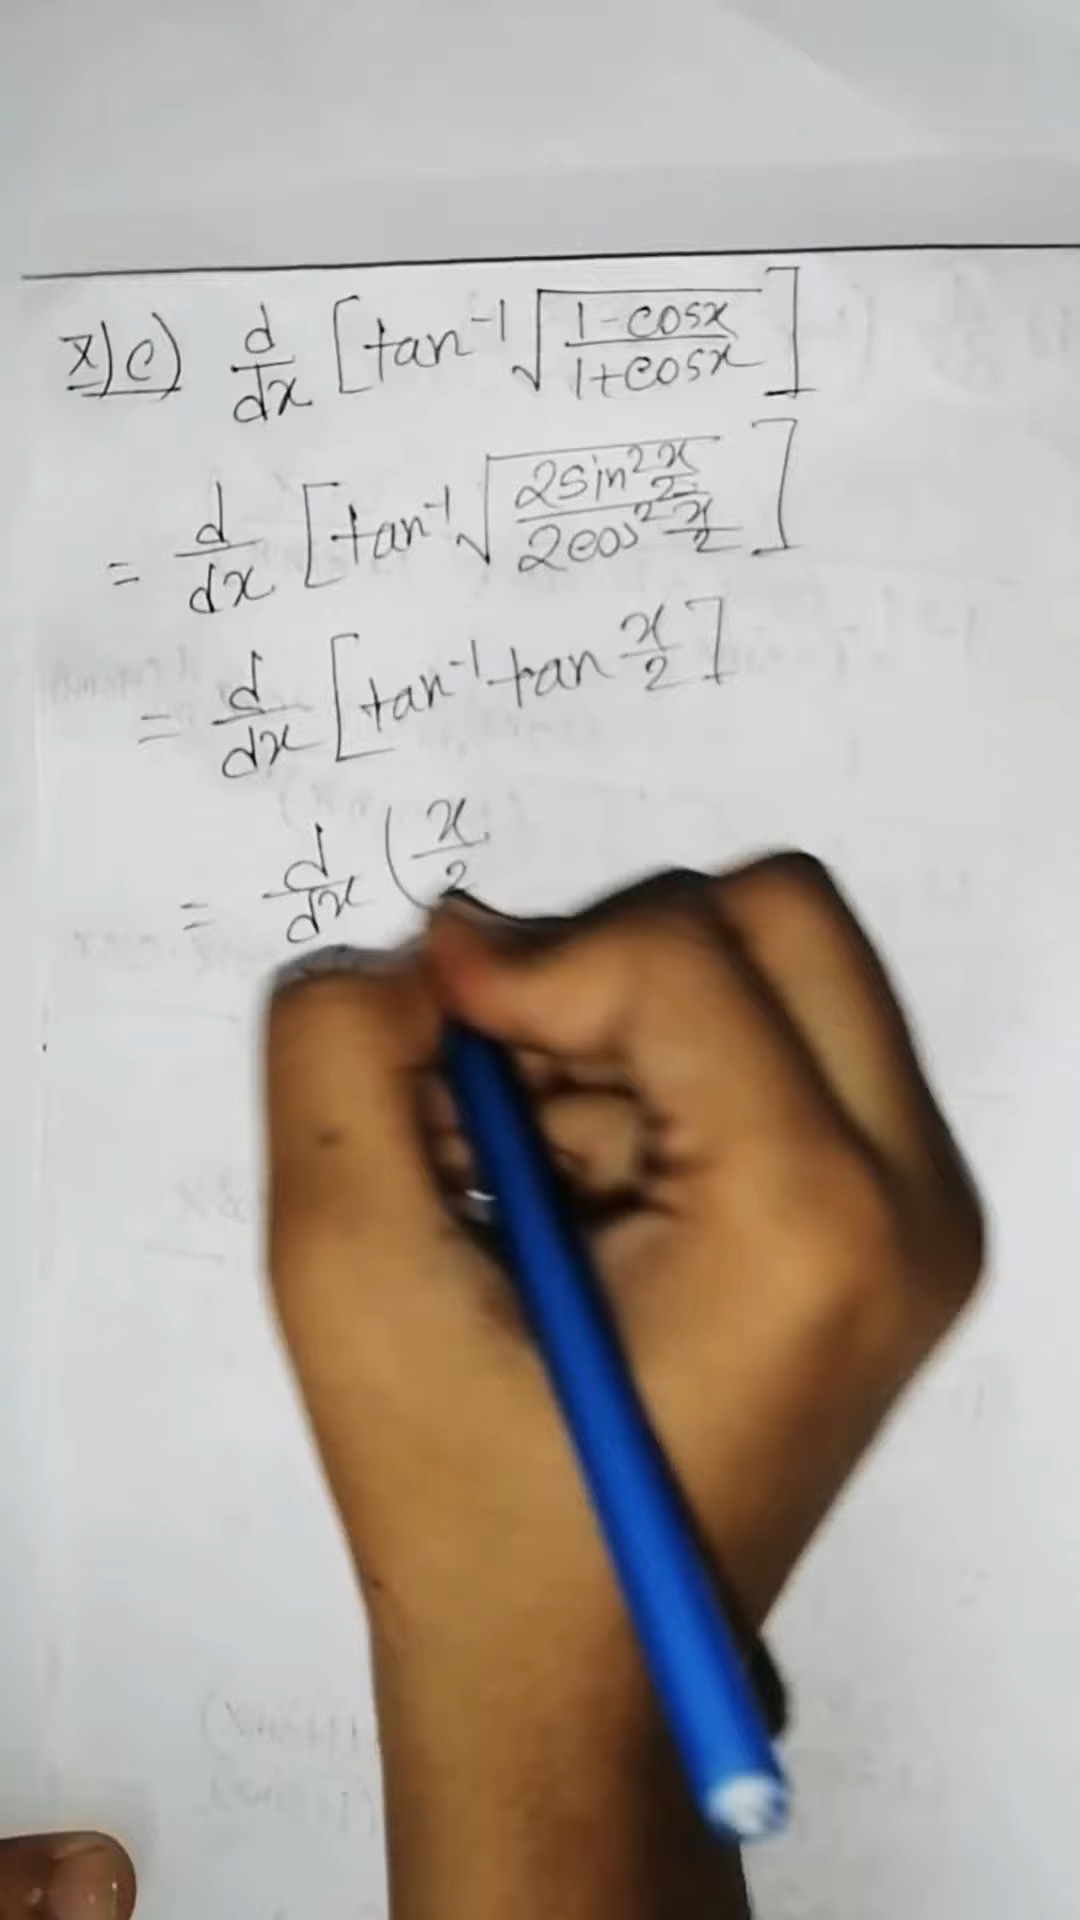 x)c) d/dx [tan⁻¹ √((1-cosx)/(1+cosx))]
= d/dx [tan⁻¹ √((2sin² x/2)/(2cos² x/2))]
= d/dx [tan⁻¹ tan x/2]
= d/dx (x/2